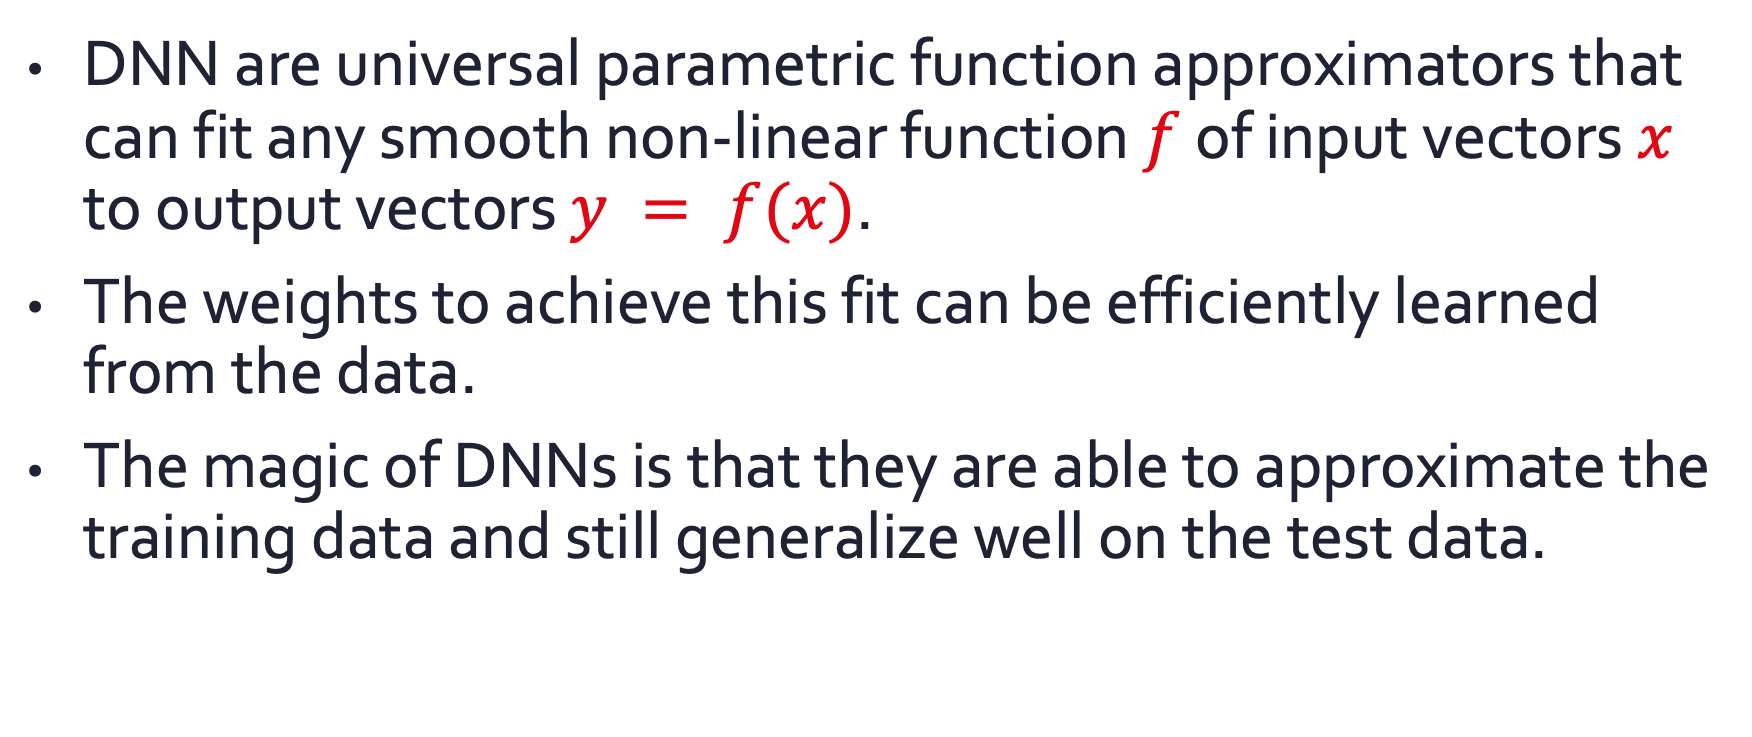 • DNN are universal parametric function approximators that
can fit any smooth non-linear function f of input vectors x
to output vectors y = f(x).
• The weights to achieve this fit can be efficiently learned
from the data.
• The magic of DNNs is that they are able to approximate the
training data and still generalize well on the test data.